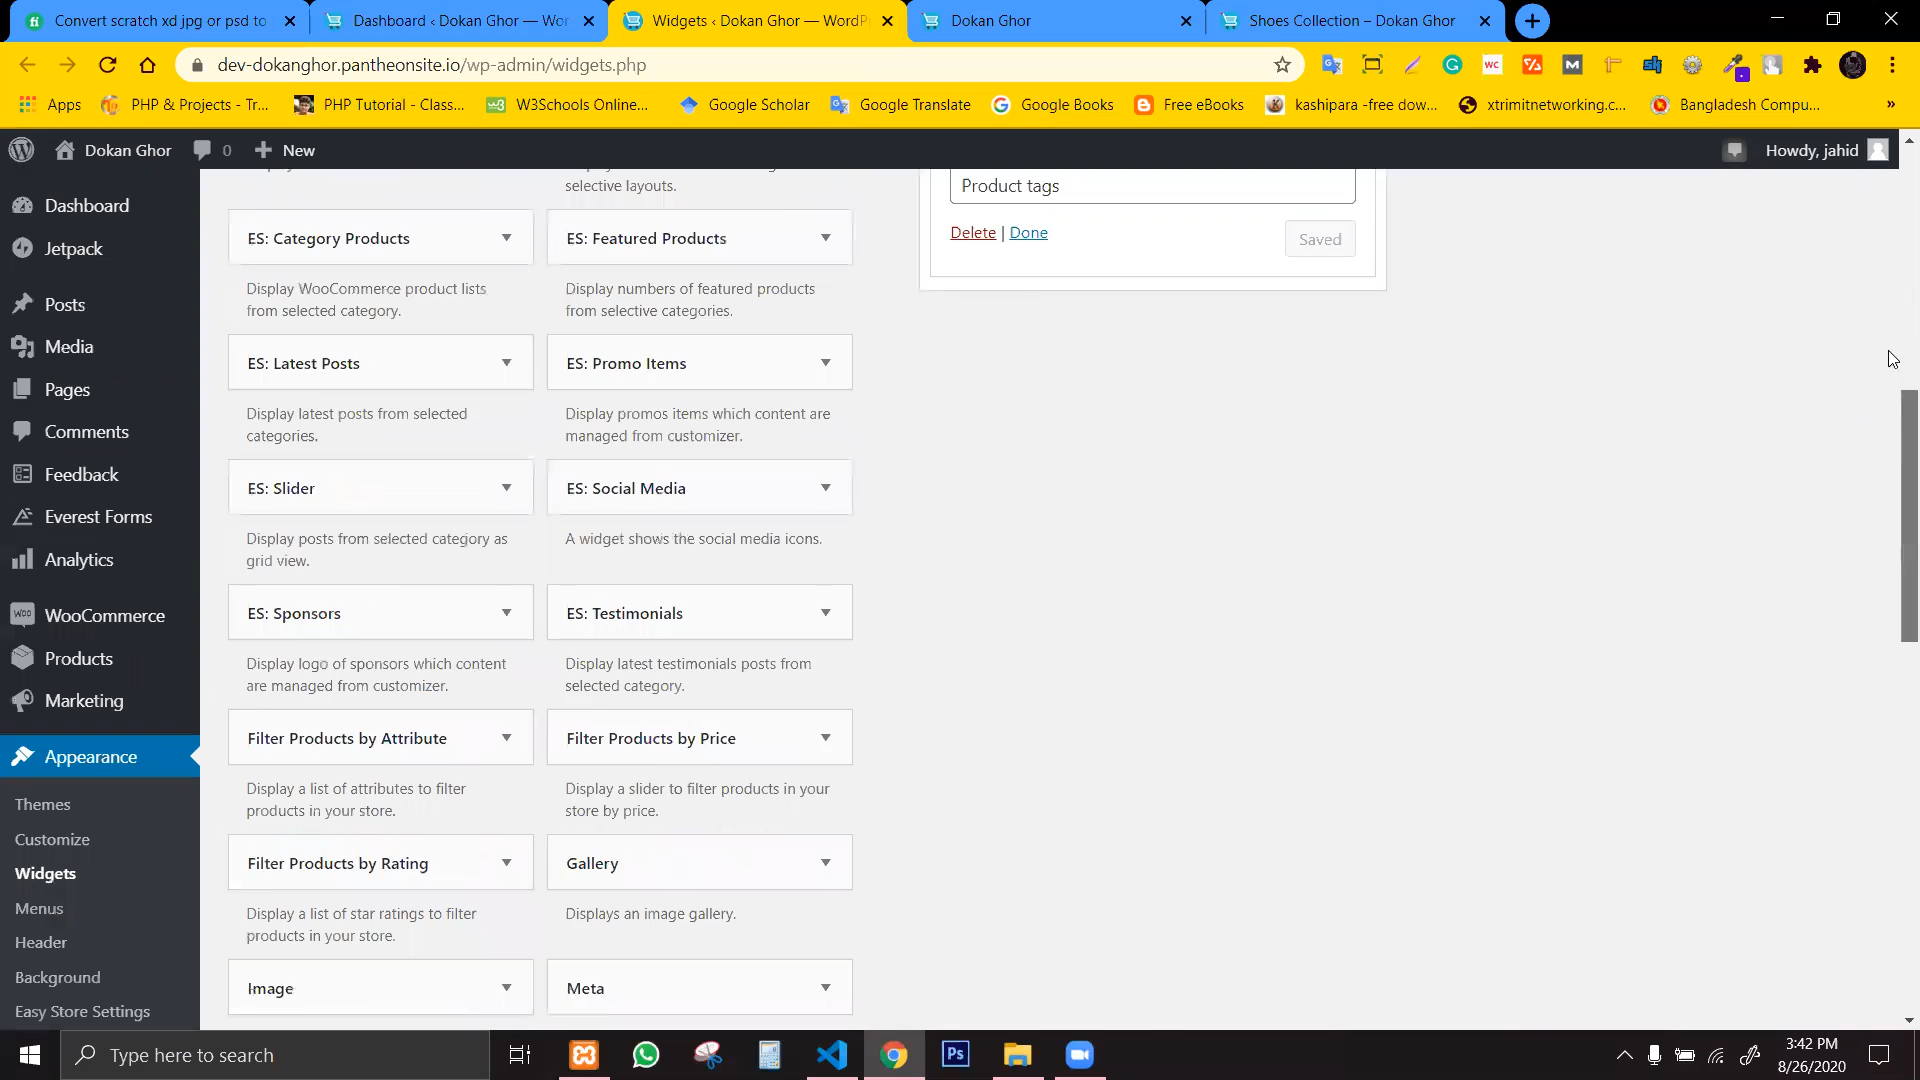 Convert scratch xd jpg or psd to
Dashboard ‹ Dokan Ghor — Wor
Widgets ‹ Dokan Ghor — WordP
Dokan Ghor
Shoes Collection – Dokan Ghor
dev-dokanghor.pantheonsite.io/wp-admin/widgets.php
Apps
PHP & Projects - Tr...
PHP Tutorial - Class...
W3Schools Online...
Google Scholar
Google Translate
Google Books
Free eBooks
kashipara -free dow...
xtrimitnetworking.c...
Bangladesh Compu...
»
Dokan Ghor
0
New
Howdy, jahid
Dashboard
Jetpack
Posts
Media
Pages
Comments
Feedback
Everest Forms
Analytics
WooCommerce
Products
Marketing
Appearance
Themes
Customize
Widgets
Menus
Header
Background
Easy Store Settings
selective layouts.
ES: Category Products
ES: Featured Products
Display WooCommerce product lists
from selected category.
Display numbers of featured products
from selective categories.
ES: Latest Posts
ES: Promo Items
Display latest posts from selected
categories.
Display promos items which content are
managed from customizer.
ES: Slider
ES: Social Media
Display posts from selected category as
grid view.
A widget shows the social media icons.
ES: Sponsors
ES: Testimonials
Display logo of sponsors which content
are managed from customizer.
Display latest testimonials posts from
selected category.
Filter Products by Attribute
Filter Products by Price
Display a list of attributes to filter
products in your store.
Display a slider to filter products in your
store by price.
Filter Products by Rating
Gallery
Display a list of star ratings to filter
products in your store.
Displays an image gallery.
Image
Meta
Product tags
Delete | Done
Saved
Type here to search
Ps
3:42 PM
8/26/2020